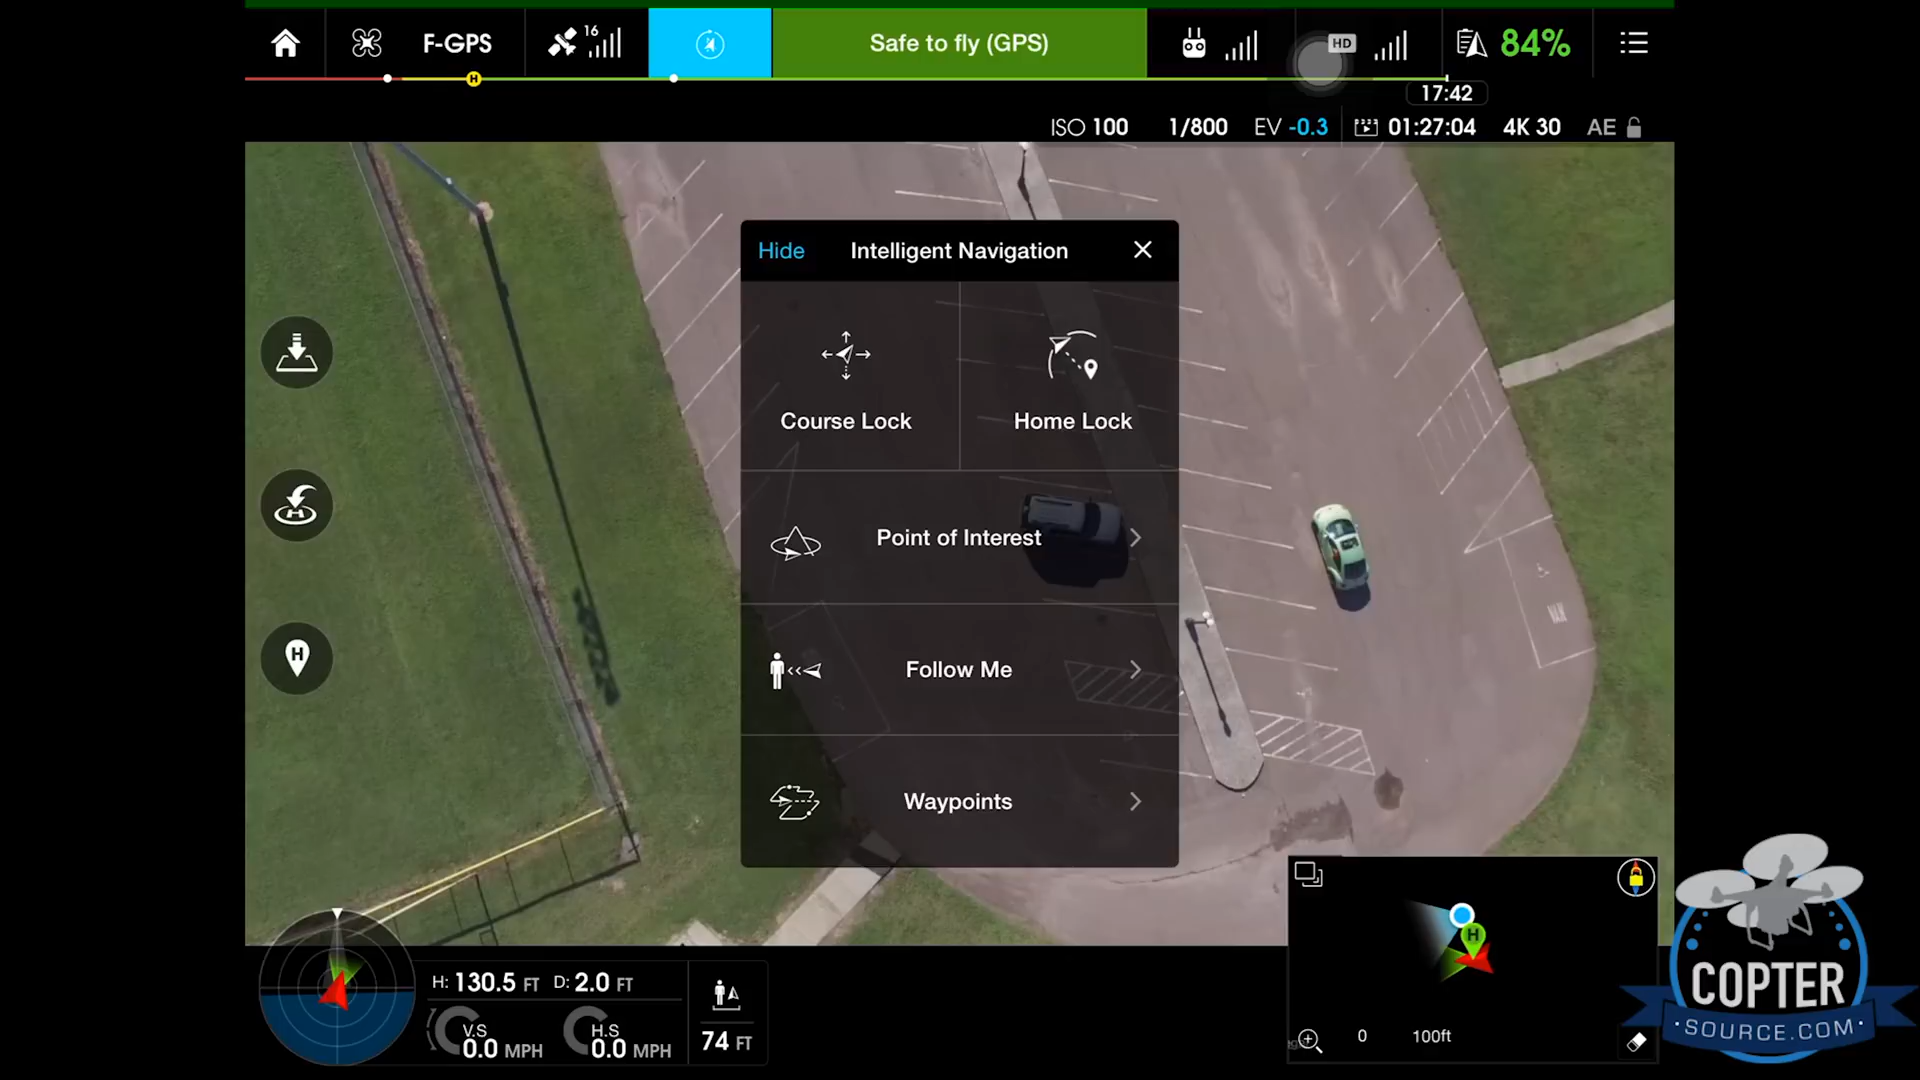 F-GPS
16
Safe to fly (GPS)
HD
84%
H
17:42
ISO 100 1/800 EV -0.3 01:27:04 4K 30 AE
Hide Intelligent Navigation
Course Lock Home Lock
Point of Interest
Follow Me
Waypoints
H
H
H: 130.5 FT D: 2.0 FT
V.S 0.0 MPH H.S 0.0 MPH
74 FT
H
0 100ft
COPTER
SOURCE.COM